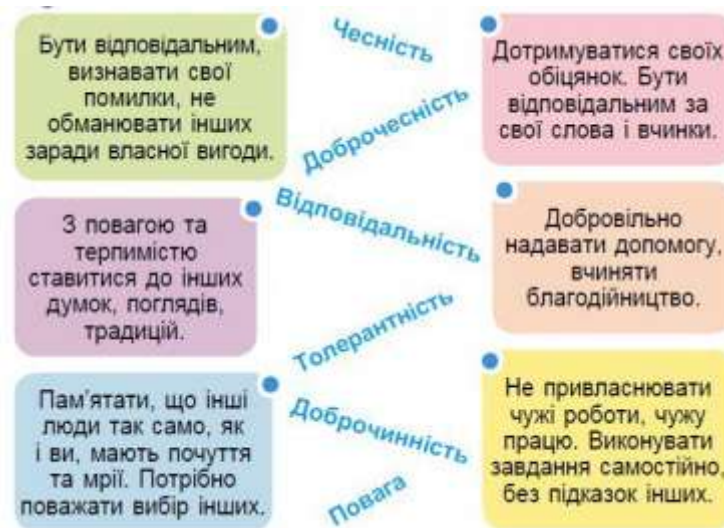 Бути відповідальним,
визнавати свої
помилки, не
обманювати інших
заради власної вигоди.
Чесність
Дотримуватися своїх
обіцянок. Бути
відповідальним за
свої слова і вчинки.
Доброчесність
Відповідальність
З повагою та
терпимістю
ставитися до інших
думок, поглядів,
традицій.
Добровільно
надавати допомогу,
вчиняти
благодійництво.
Толерантність
Пам’ятати, що інші
люди так само, як
і ви, мають почуття
та мрії. Потрібно
поважати вибір інших.
Доброчинність
Не привласнювати
чужі роботи, чужу
працю. Виконувати
завдання самостійно,
без підказок інших.
Повага